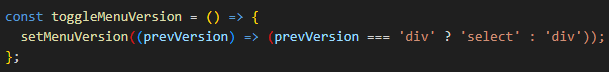 const toggleMenuVersion = () => {
  setMenuVersion((prevVersion) => (prevVersion === 'div' ? 'select' : 'div'));
};